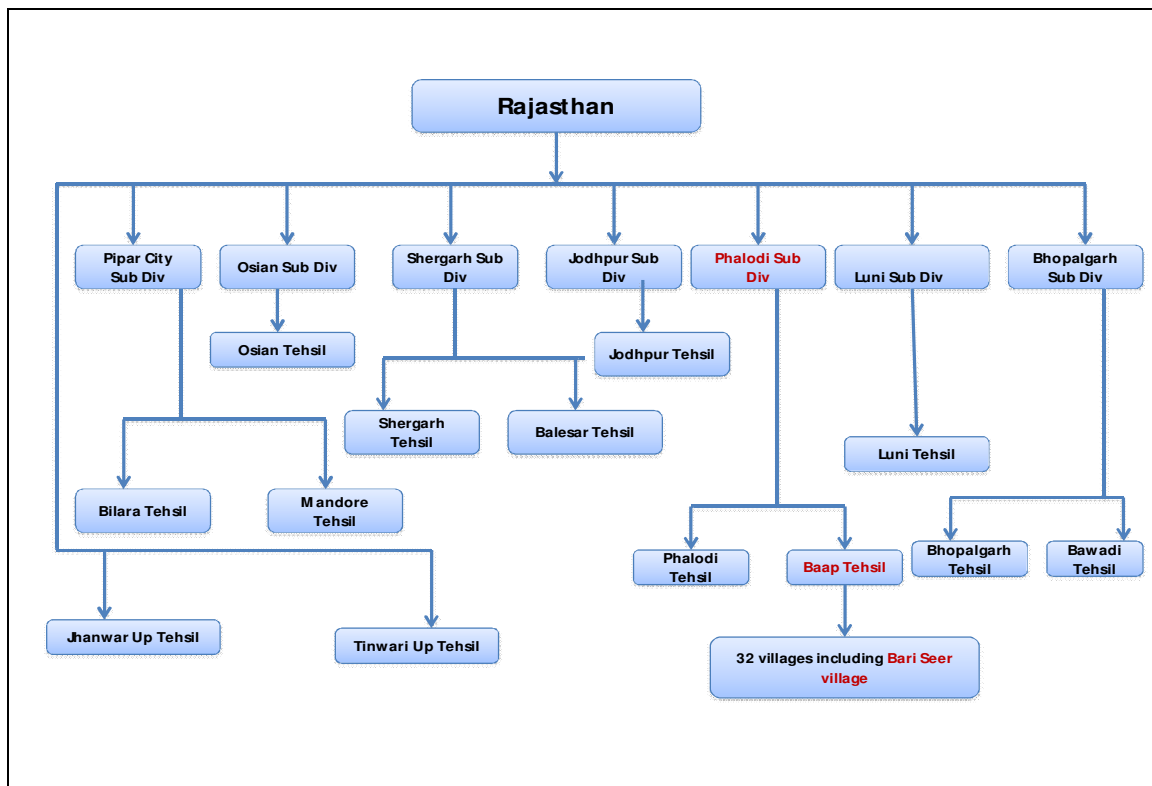 Rajasthan
Pipar City
Sub Div
Osian Sub Div
Shergarh Sub
Div
Jodhpur Sub
Div
Phalodi Sub
Div
Luni Sub Div
Bhopalgarh
Sub Div
Osian Tehsil
Jodhpur Tehsil
Shergarh
Tehsil
Balesar Tehsil
Luni Tehsil
Bilara Tehsil
Mandore
Tehsil
Phalodi
Tehsil
Baap Tehsil
Bhopalgarh
Tehsil
Bawadi
Tehsil
Jhanwar Up Tehsil
Tinwari Up Tehsil
32 villages including Bari Seer
village